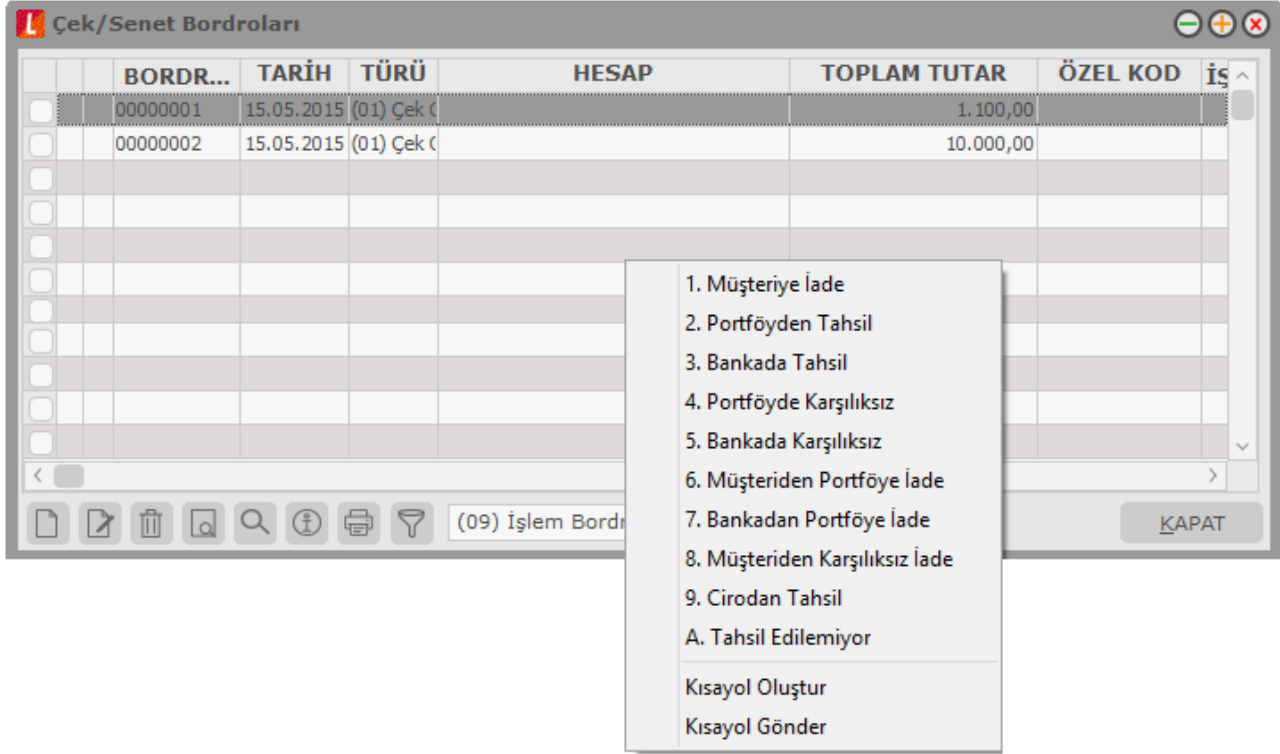 Çek/Senet Bordroları
BORDR... TARİH TÜRÜ HESAP TOPLAM TUTAR ÖZEL KOD İŞ
00000001 15.05.2015 (01) Çek 1.100,00
00000002 15.05.2015 (01) Çek 10.000,00
1. Müşteriye İade
2. Portföyden Tahsil
3. Bankada Tahsil
4. Portföyde Karşılıksız
5. Bankada Karşılıksız
6. Müşteriden Portföye İade
7. Bankadan Portföye İade
8. Müşteriden Karşılıksız İade
9. Cirodan Tahsil
A. Tahsil Edilemiyor
Kısayol Oluştur
Kısayol Gönder
(09) İşlem Bordr
KAPAT